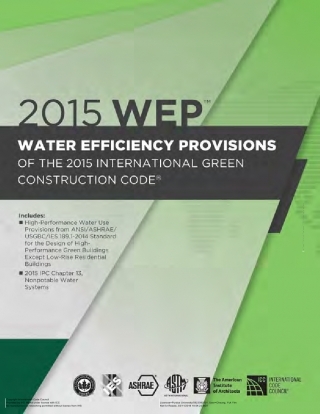 2015 WEP™
WATER EFFICIENCY PROVISIONS
OF THE 2015 INTERNATIONAL GREEN
CONSTRUCTION CODE®
Includes:
■ High-Performance Water Use
Provisions from ANSI/ASHRAE/
USGBC/IES 189.1-2014 Standard
for the Design of High-
Performance Green Buildings
Except Low-Rise Residential
Buildings
■ 2015 IPC Chapter 13,
Nonpotable Water
Systems
ASHRAE
ASTM
The American
Institute
of Architects
ICC
INTERNATIONAL
CODE
COUNCIL